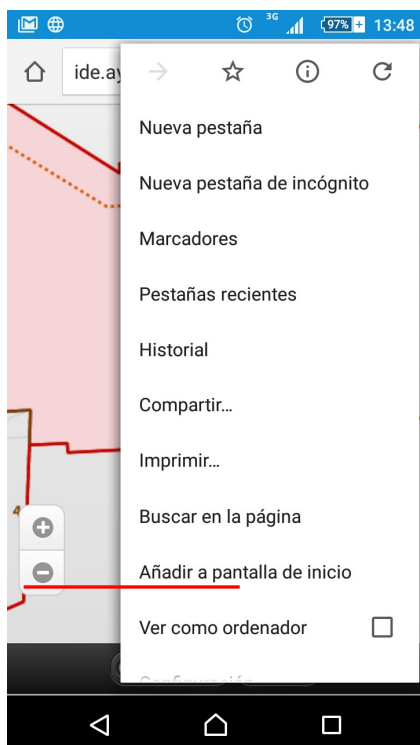 3G 97% 13:48
ide.ay
Nueva pestaña
Nueva pestaña de incógnito
Marcadores
Pestañas recientes
Historial
Compartir...
Imprimir...
Buscar en la página
Añadir a pantalla de inicio
Ver como ordenador
Configuración